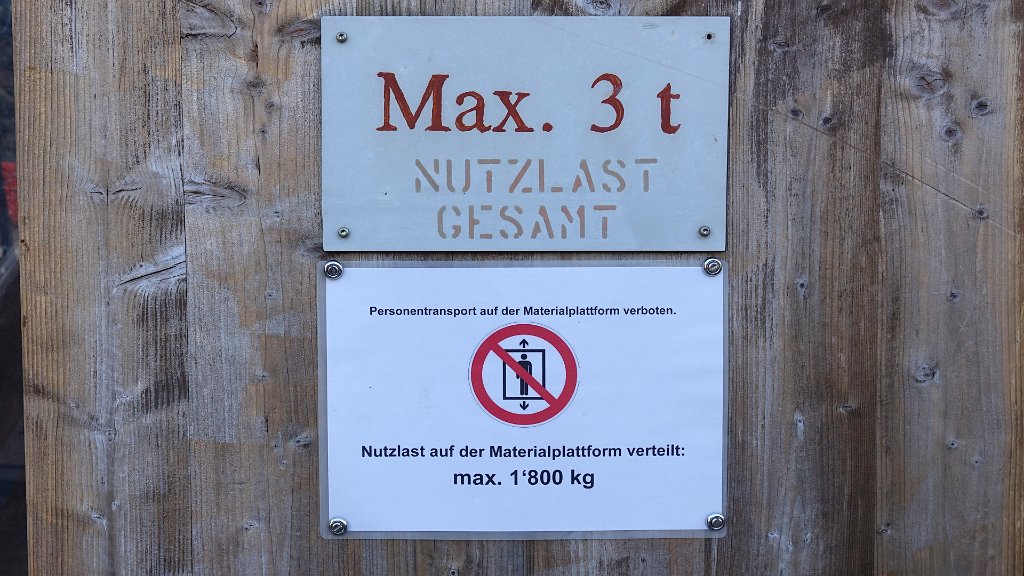 Max. 3 t
NUTZLAST
GESAMT
Personentransport auf der Materialplattform verboten.
Nutzlast auf der Materialplattform verteilt:
max. 1‘800 kg